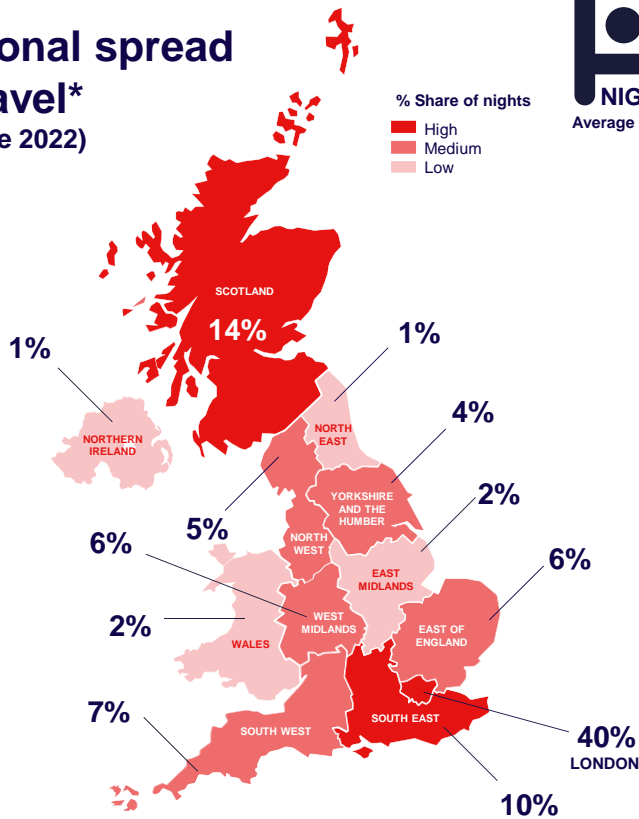 onal spread
avel*
e 2022)
% Share of nights
High
Medium
Low
NIG
Average
SCOTLAND
14%
1%
1%
NORTHERN
IRELAND
NORTH
EAST
4%
YORKSHIRE
AND THE
HUMBER
2%
5%
NORTH
WEST
6%
EAST
MIDLANDS
6%
WEST
MIDLANDS
2%
WALES
EAST OF
ENGLAND
7%
SOUTH WEST
SOUTH EAST
40%
LONDON
10%